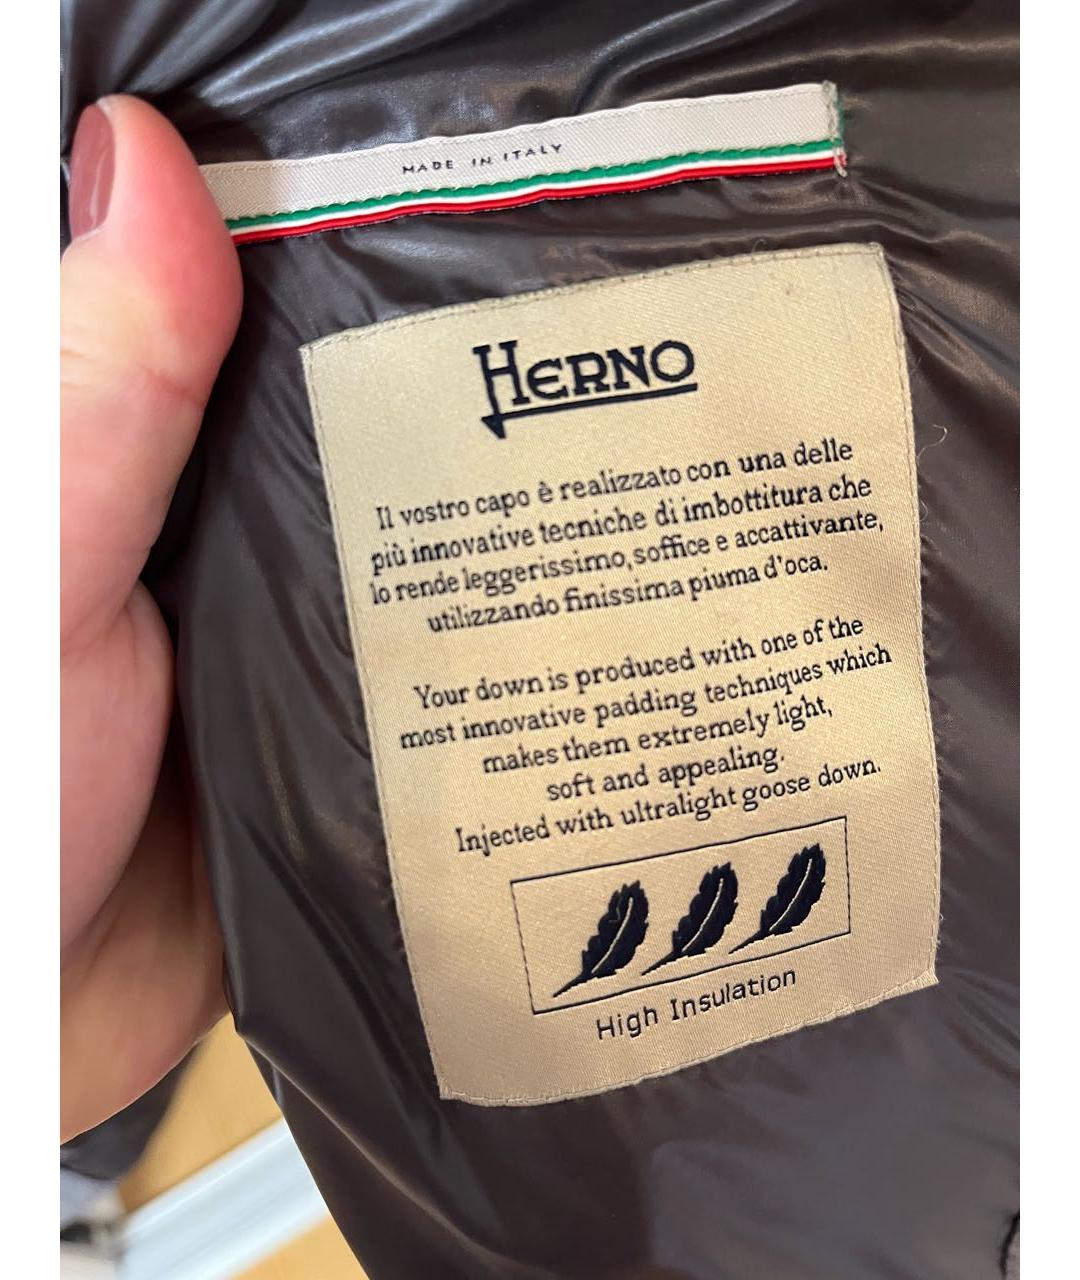 MADE IN ITALY
HERNO
Il vostro capo è realizzato con una delle
più innovative tecniche di imbottitura che
lo rende leggerissimo, soffice e accattivante,
utilizzando finissima piuma d'oca.
Your down is produced with one of the
most innovative padding techniques which
makes them extremely light,
soft and appealing.
Injected with ultralight goose down.
High Insulation